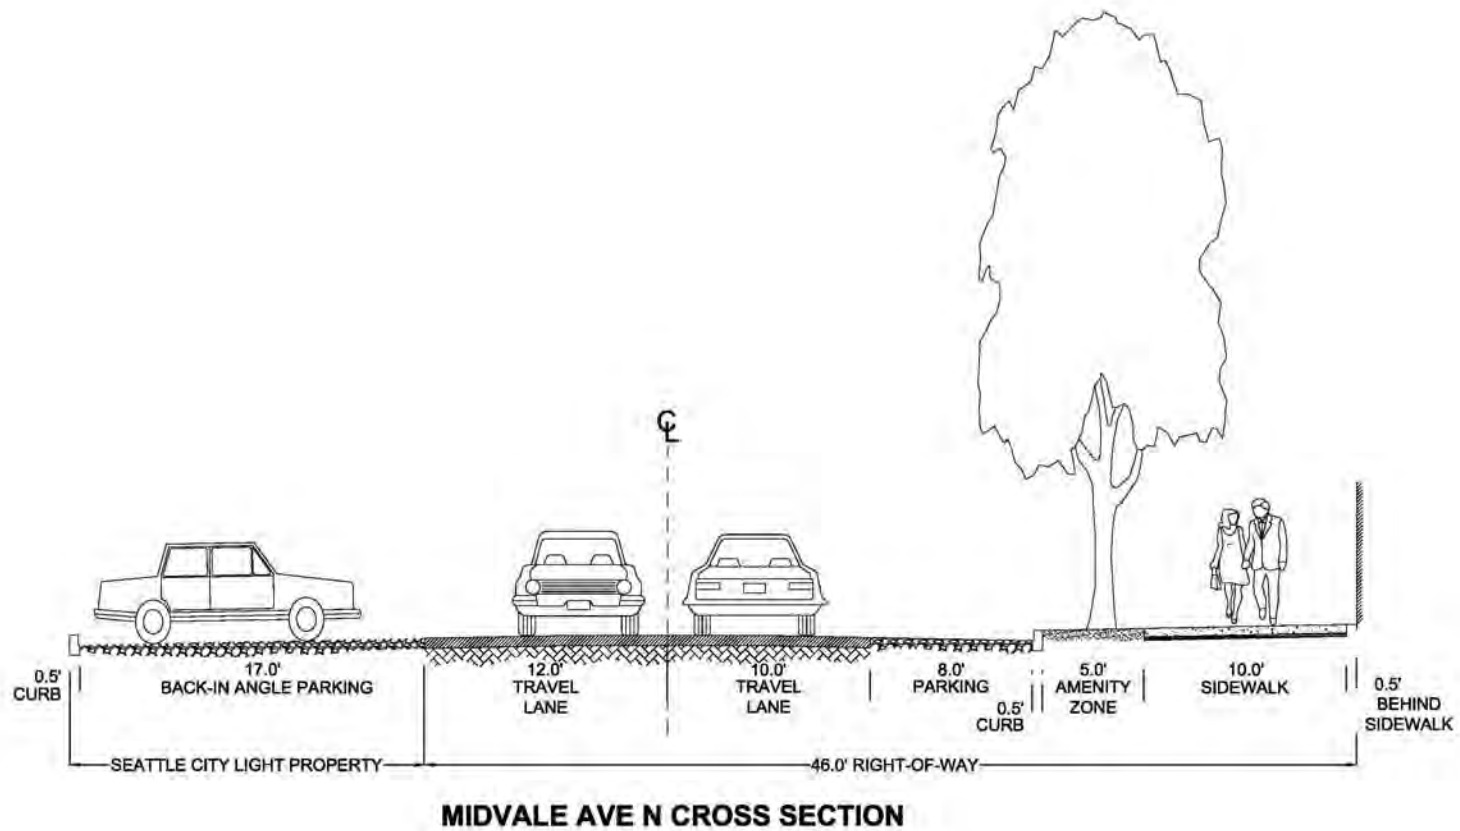 CL
17.0'
12.0'
10.0'
8.0'
5.0'
10.0'
0.5'
CURB
BACK-IN ANGLE PARKING
TRAVEL
LANE
TRAVEL
LANE
PARKING
0.5'
CURB
AMENITY
ZONE
SIDEWALK
0.5'
BEHIND
SIDEWALK
SEATTLE CITY LIGHT PROPERTY
46.0' RIGHT-OF-WAY
MIDVALE AVE N CROSS SECTION